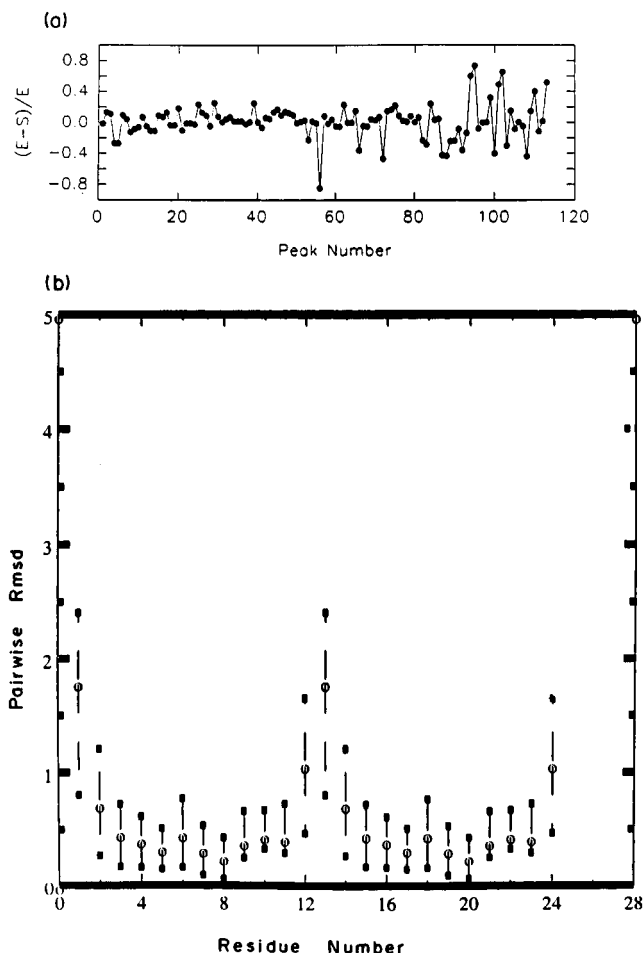 (a)
(E-S)/E
0.8
0.4
0.0
-0.4
-0.8
0 20 40 60 80 100 120
Peak Number
(b)
Pairwise Rmsd
5
4
3
2
1
0
0 4 8 12 16 20 24 28
Residue Number